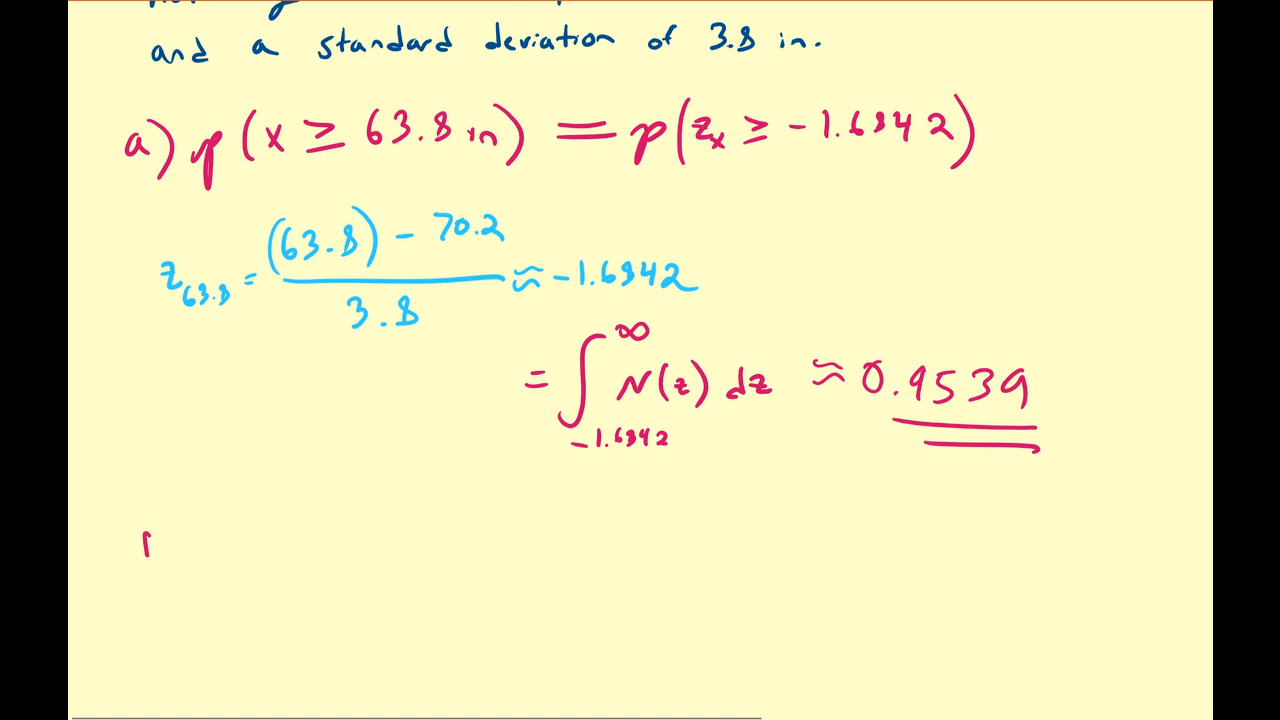 and a standard deviation of 3.8 in.
a) p(x ≥ 63.8 in) = p(zₓ ≥ -1.6842)
z₆₃.₈ = ((63.8) - 70.2) / 3.8 ≈ -1.6842
= ∫_{-1.6842}^{∞} N(z) dz ≈ 0.9539